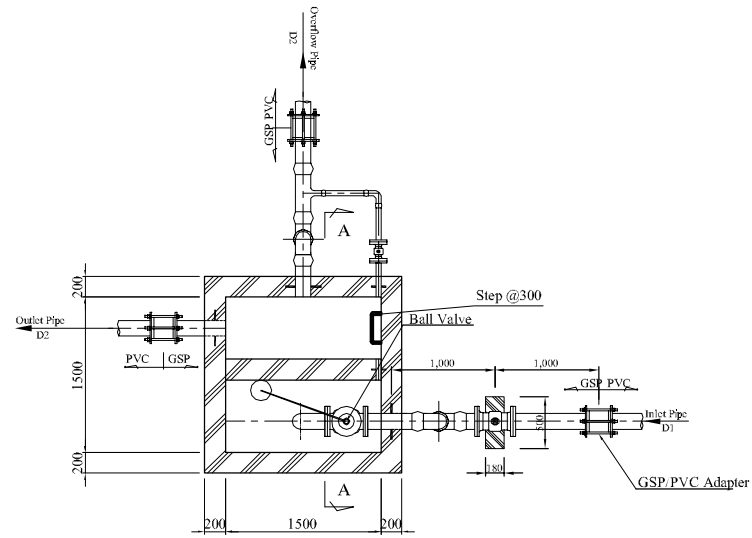 Overflow Pipe
D2
GSP PVC
A
200
Step @300
Ball Valve
Outlet Pipe
D2
PVC GSP
1500
1,000
1,000
GSP PVC
Inlet Pipe
D1
500
180
GSP/PVC Adapter
200
A
200
1500
200